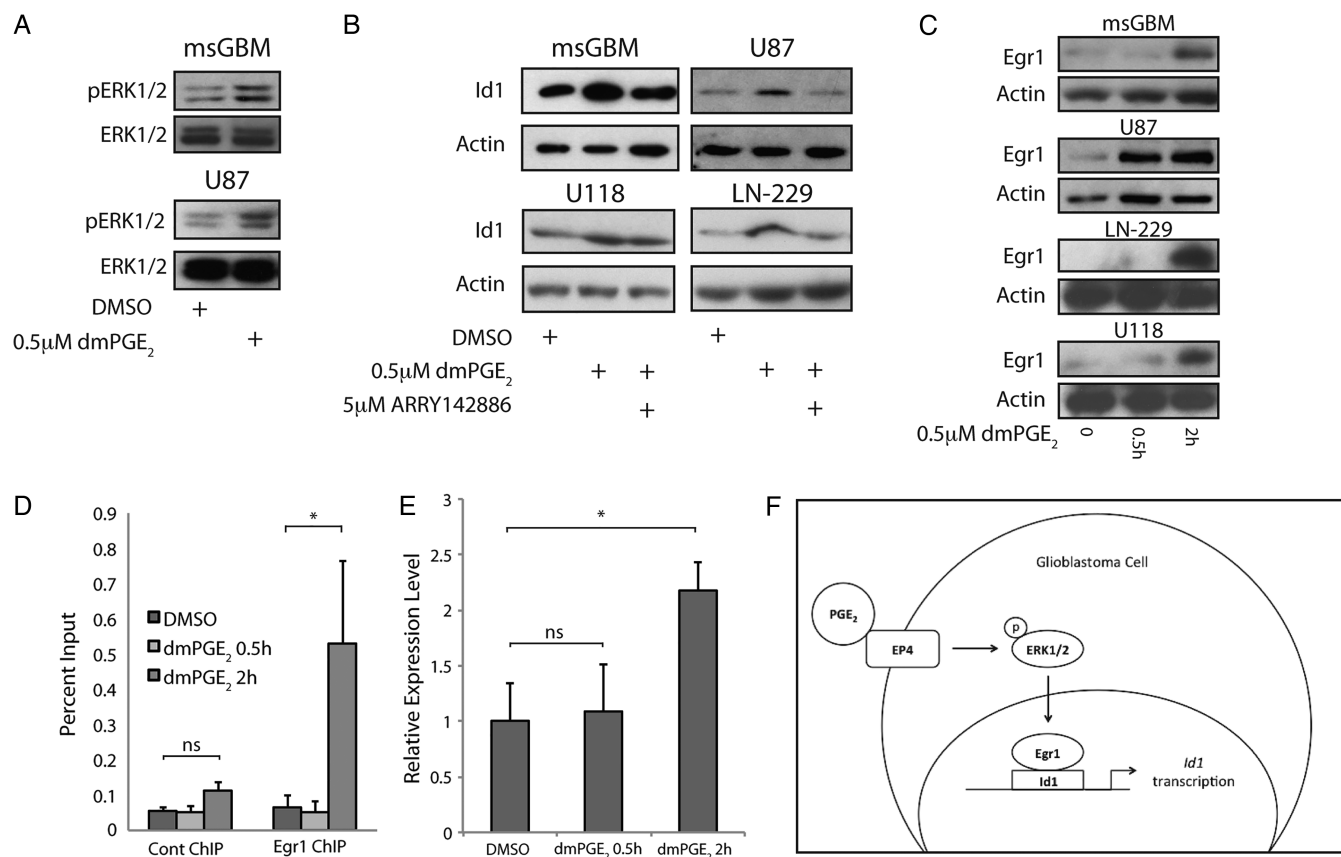 A
msGBM
pERK1/2
ERK1/2
U87
pERK1/2
ERK1/2
DMSO
+
0.5μM dmPGE2
+
B
msGBM
U87
Id1
Actin
U118
LN-229
Id1
Actin
DMSO
+ +
0.5μM dmPGE2
+ + + +
5μM ARRY142886
+ +
C
msGBM
Egr1
Actin
U87
Egr1
Actin
LN-229
Egr1
Actin
U118
Egr1
Actin
0.5μM dmPGE2
0 0.5h 2h
D
Percent Input
0.9
0.8
0.7
0.6
0.5
0.4
0.3
0.2
0.1
0
DMSO
dmPGE2 0.5h
dmPGE2 2h
ns
*
Cont ChIP Egr1 ChIP
E
Relative Expression Level
3
2.5
2
1.5
1
0.5
0
ns
*
DMSO dmPGE2 0.5h dmPGE2 2h
F
Glioblastoma Cell
PGE2
EP4
p
ERK1/2
Egr1
Id1
Id1
transcription